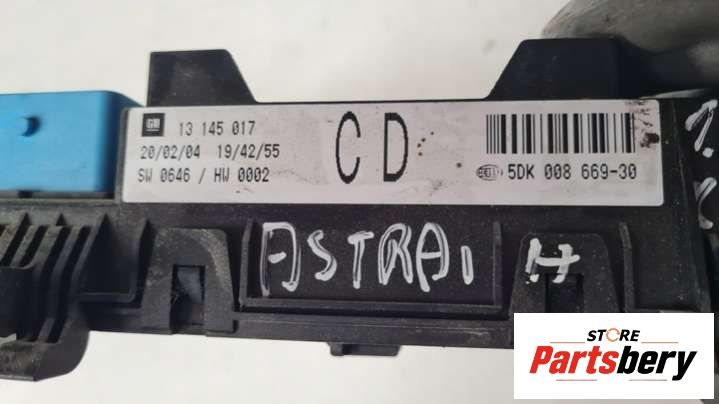 GM 13 145 017
20/02/04 19/42/55
SW 0646 / HW 0002
CD
5DK 008 669-30
ASTRA H
STORE
Partsbery